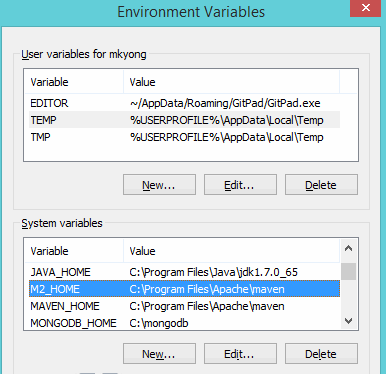 Environment Variables
User variables for mkyong
Variable Value
EDITOR ~/AppData/Roaming/GitPad/GitPad.exe
TEMP %USERPROFILE%\AppData\Local\Temp
TMP %USERPROFILE%\AppData\Local\Temp
New... Edit... Delete
System variables
Variable Value
JAVA_HOME C:\Program Files\Java\jdk1.7.0_65
M2_HOME C:\Program Files\Apache\maven
MAVEN_HOME C:\Program Files\Apache\maven
MONGODB_HOME C:\mongodb
New... Edit... Delete